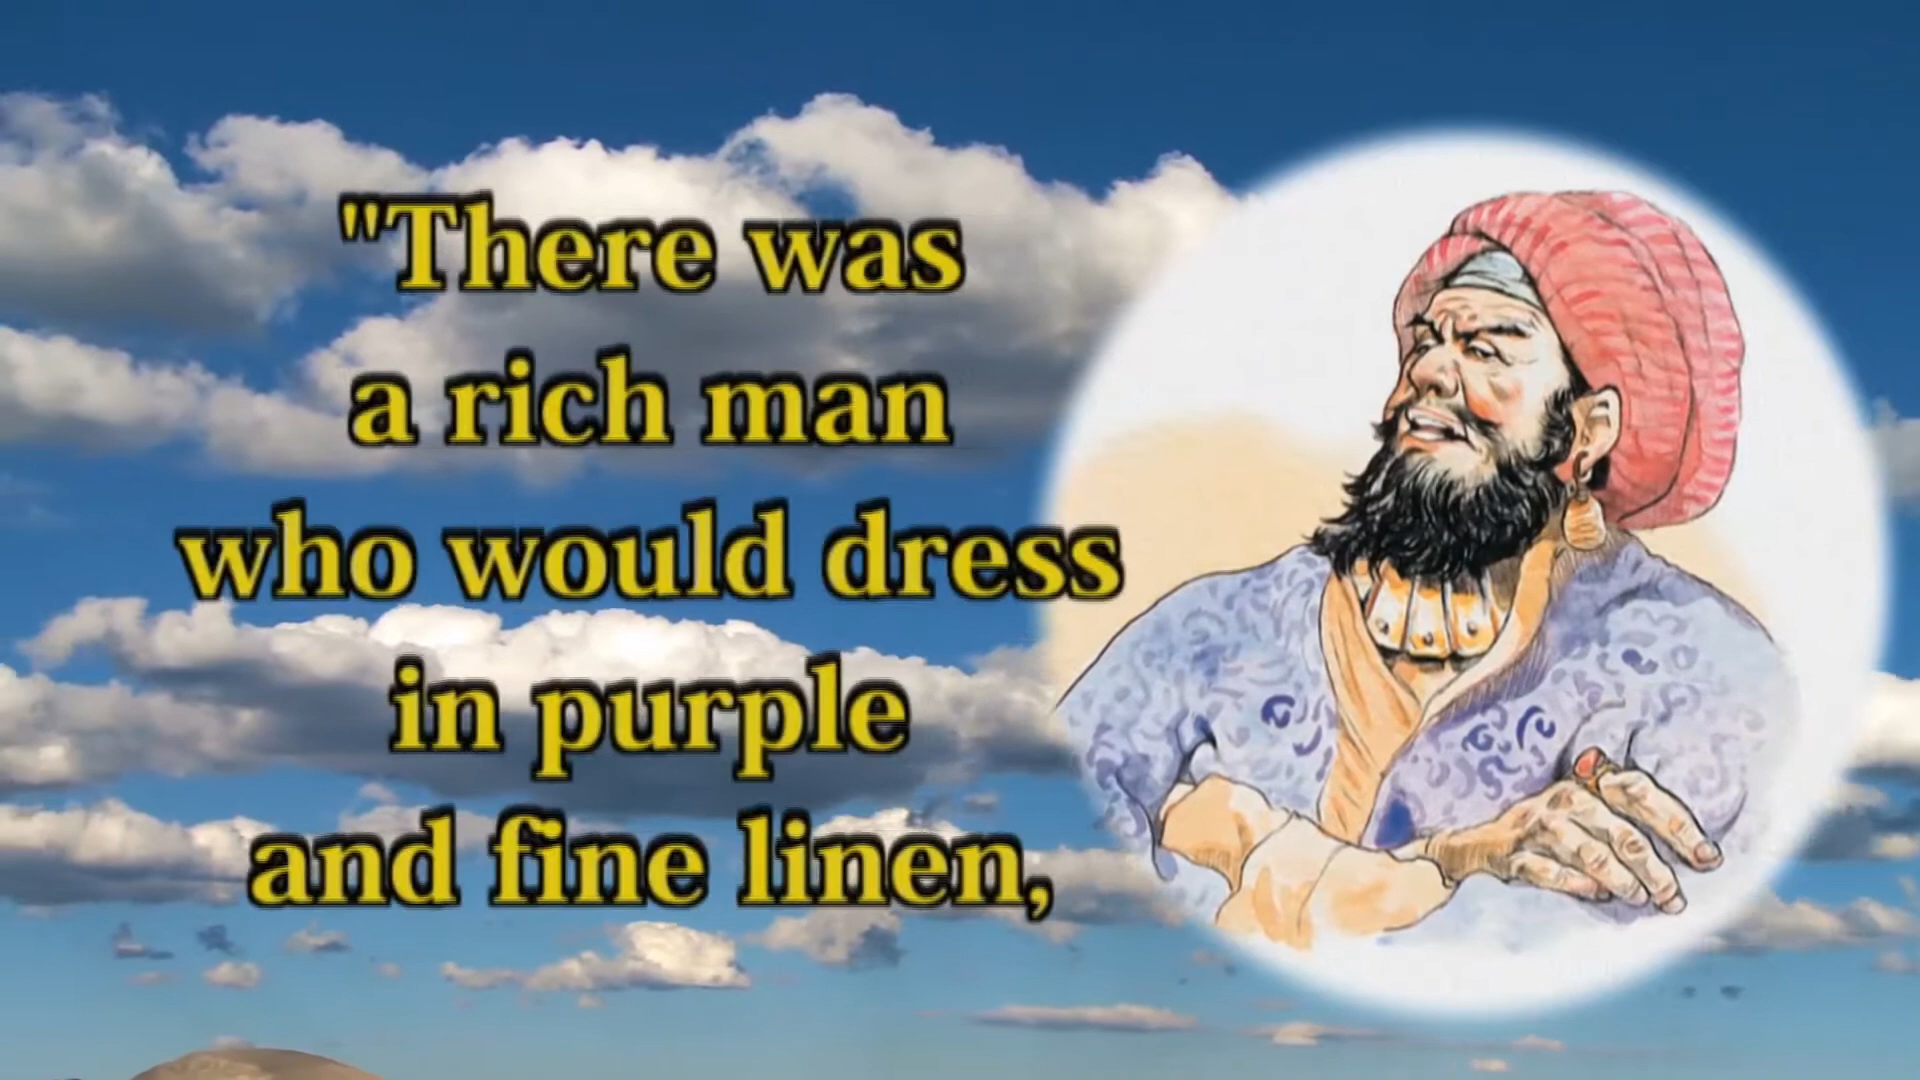 "There was
a rich man
who would dress
in purple
and fine linen,